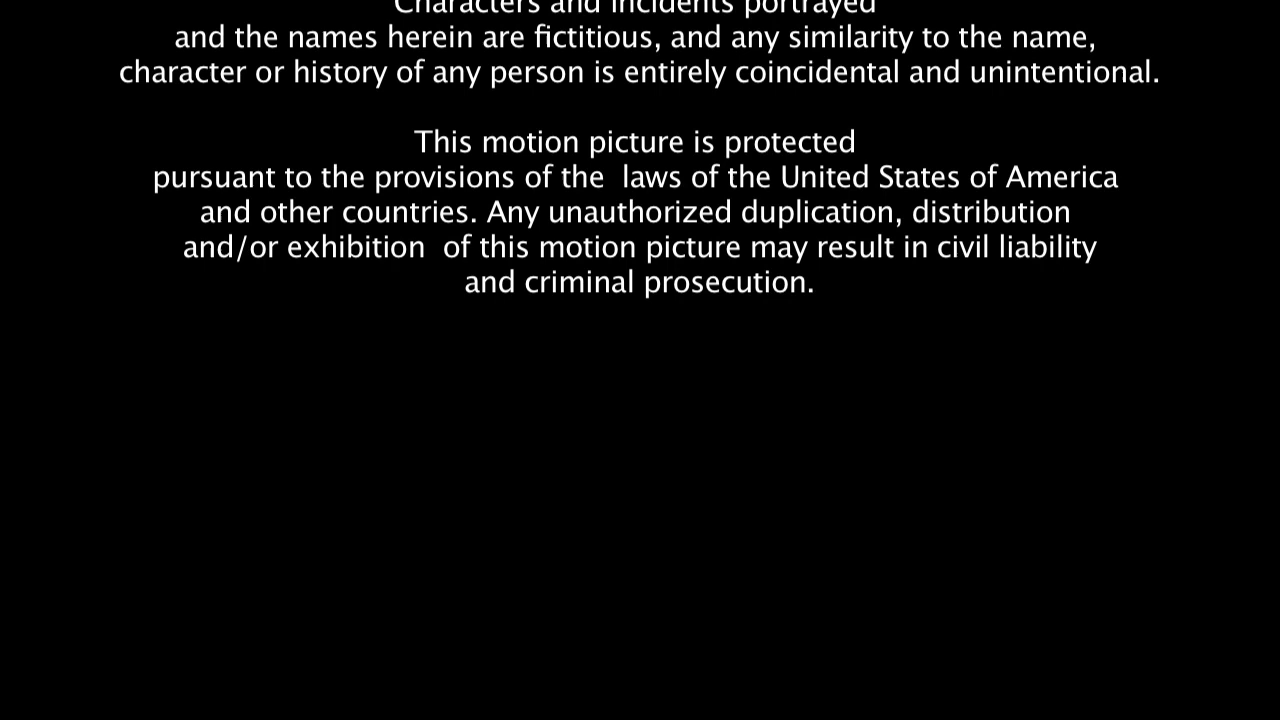 Characters and incidents portrayed
and the names herein are fictitious, and any similarity to the name,
character or history of any person is entirely coincidental and unintentional.
This motion picture is protected
pursuant to the provisions of the  laws of the United States of America
and other countries. Any unauthorized duplication, distribution
and/or exhibition  of this motion picture may result in civil liability
and criminal prosecution.